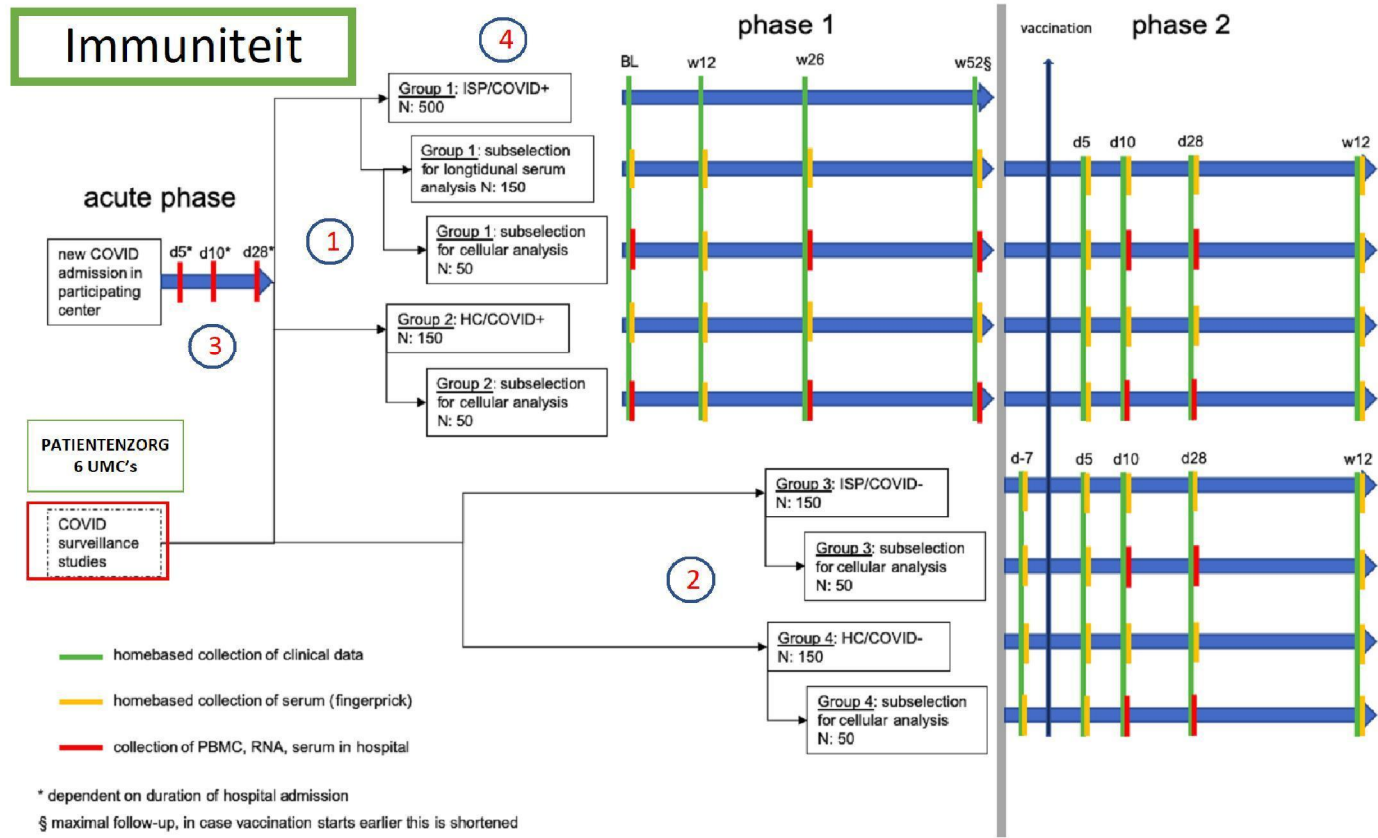 Immuniteit
4
phase 1
vaccination
phase 2
BL
w12
w26
w52§
Group 1: ISP/COVID+
N: 500
Group 1: subselection
for longtidunal serum
analysis N: 150
d5
d10
d28
w12
acute phase
1
Group 1: subselection
for cellular analysis
N: 50
new COVID
admission in
participating
center
d5*
d10*
d28*
3
Group 2: HC/COVID+
N: 150
Group 2: subselection
for cellular analysis
N: 50
PATIENTENZORG
6 UMC's
COVID
surveillance
studies
d-7
d5
d10
d28
w12
Group 3: ISP/COVID-
N: 150
Group 3: subselection
for cellular analysis
N: 50
2
Group 4: HC/COVID-
N: 150
Group 4: subselection
for cellular analysis
N: 50
homebased collection of clinical data
homebased collection of serum (fingerprick)
collection of PBMC, RNA, serum in hospital
* dependent on duration of hospital admission
§ maximal follow-up, in case vaccination starts earlier this is shortened